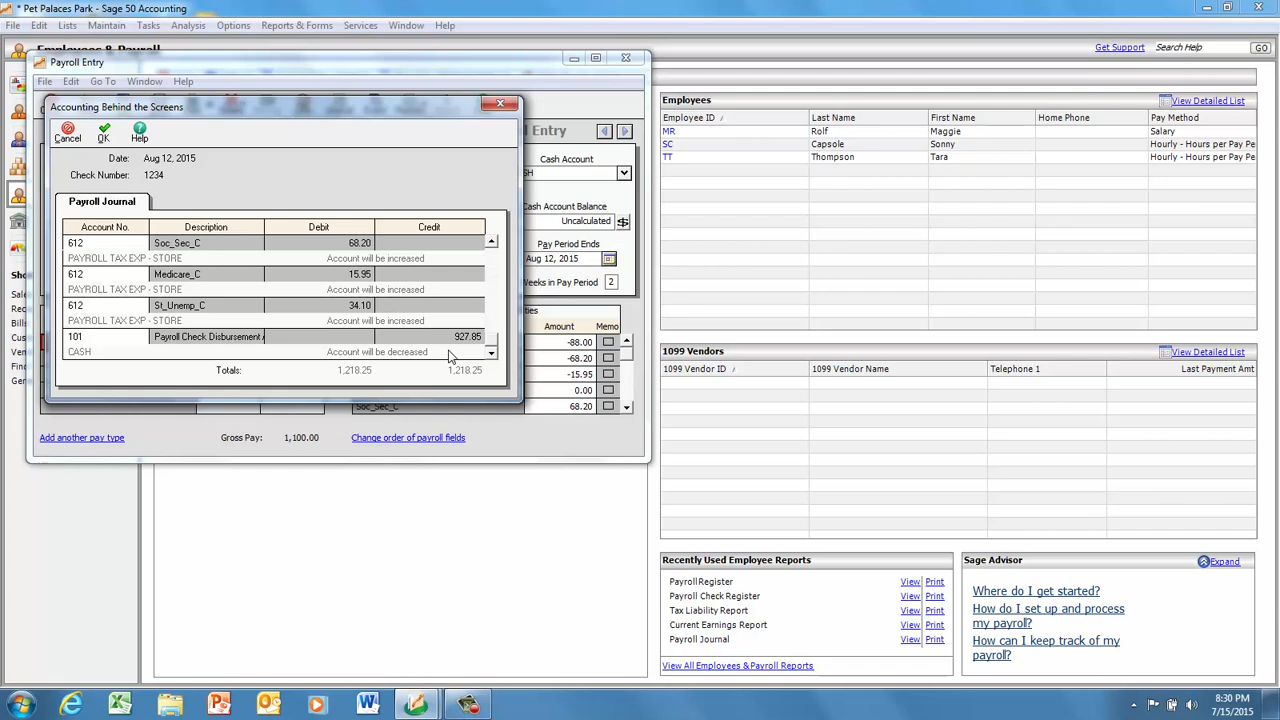 * Pet Palaces Park - Sage 50 Accounting
File Edit Lists Maintain Tasks Analysis Options Reports & Forms Services Window Help
Employees & Payroll
Get Support Search Help GO
Payroll Entry
File Edit Go To Window Help
Accounting Behind the Screens
Cancel OK Help
Date: Aug 12, 2015
Check Number: 1234
Payroll Journal
Account No. Description Debit Credit
612 Soc_Sec_C 68.20
PAYROLL TAX EXP - STORE Account will be increased
612 Medicare_C 15.95
PAYROLL TAX EXP - STORE Account will be increased
612 St_Unemp_C 34.10
PAYROLL TAX EXP - STORE Account will be increased
101 Payroll Check Disbursement 927.85
CASH Account will be decreased
Totals: 1,218.25 1,218.25
Entry
Cash Account
Cash Account Balance
Uncalculated
Pay Period Ends
Aug 12, 2015
Weeks in Pay Period 2
Amount Memo
-88.00
-68.20
-15.95
0.00
Soc_Sec_C 68.20
Add another pay type Gross Pay: 1,100.00 Change order of payroll fields
Employees View Detailed List
Employee ID Last Name First Name Home Phone Pay Method
MR Rolf Maggie Salary
SC Capsole Sonny Hourly - Hours per Pay Pe
TT Thompson Tara Hourly - Hours per Pay Pe
1099 Vendors View Detailed List
1099 Vendor ID 1099 Vendor Name Telephone 1 Last Payment Amt
Recently Used Employee Reports
Payroll Register View Print
Payroll Check Register View Print
Tax Liability Report View Print
Current Earnings Report View Print
Payroll Journal View Print
View All Employees & Payroll Reports
Sage Advisor Expand
Where do I get started?
How do I set up and process
my payroll?
How can I keep track of my
payroll?
8:30 PM
7/15/2015